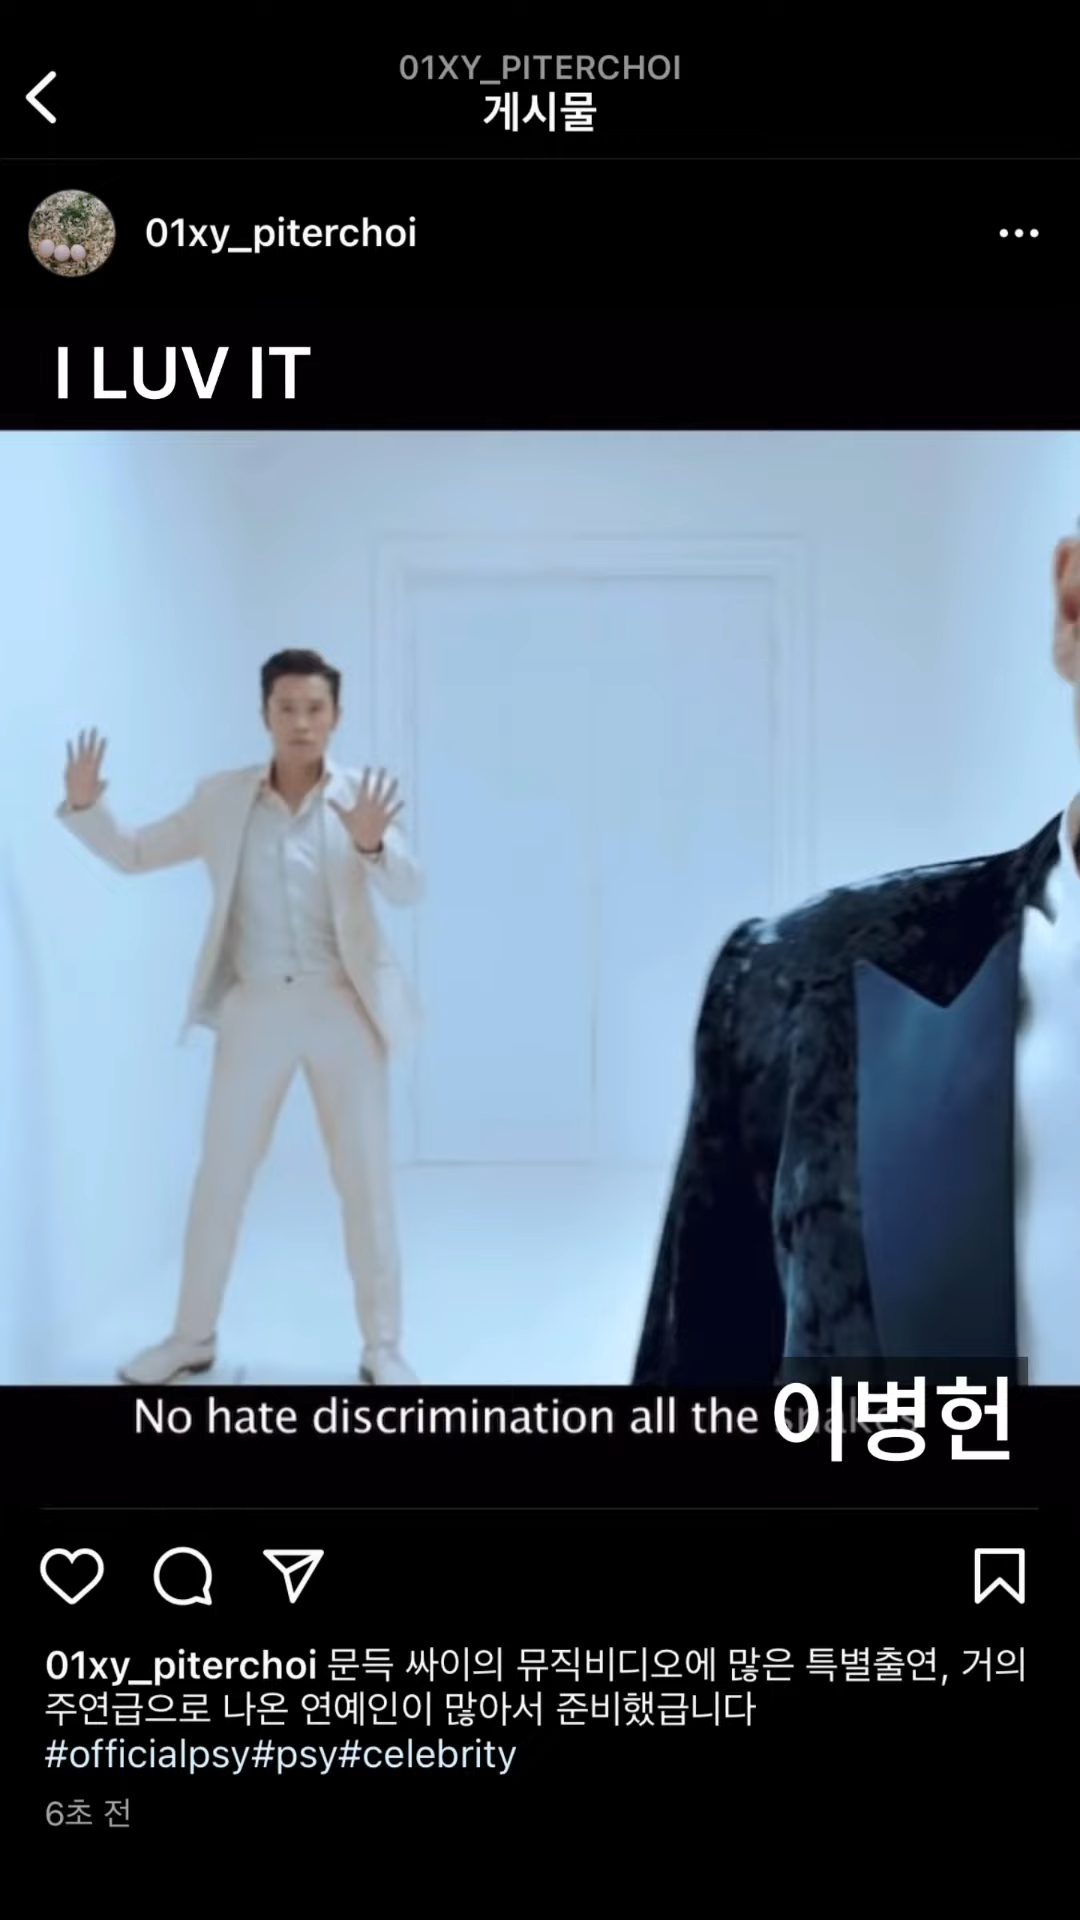 01XY_PITERCHOI
게시물
01xy_piterchoi
I LUV IT
No hate discrimination all the
이병헌
01xy_piterchoi 문득 싸이의 뮤직비디오에 많은 특별출연, 거의
주연급으로 나온 연예인이 많아서 준비했급니다
#officialpsy#psy#celebrity
6초 전